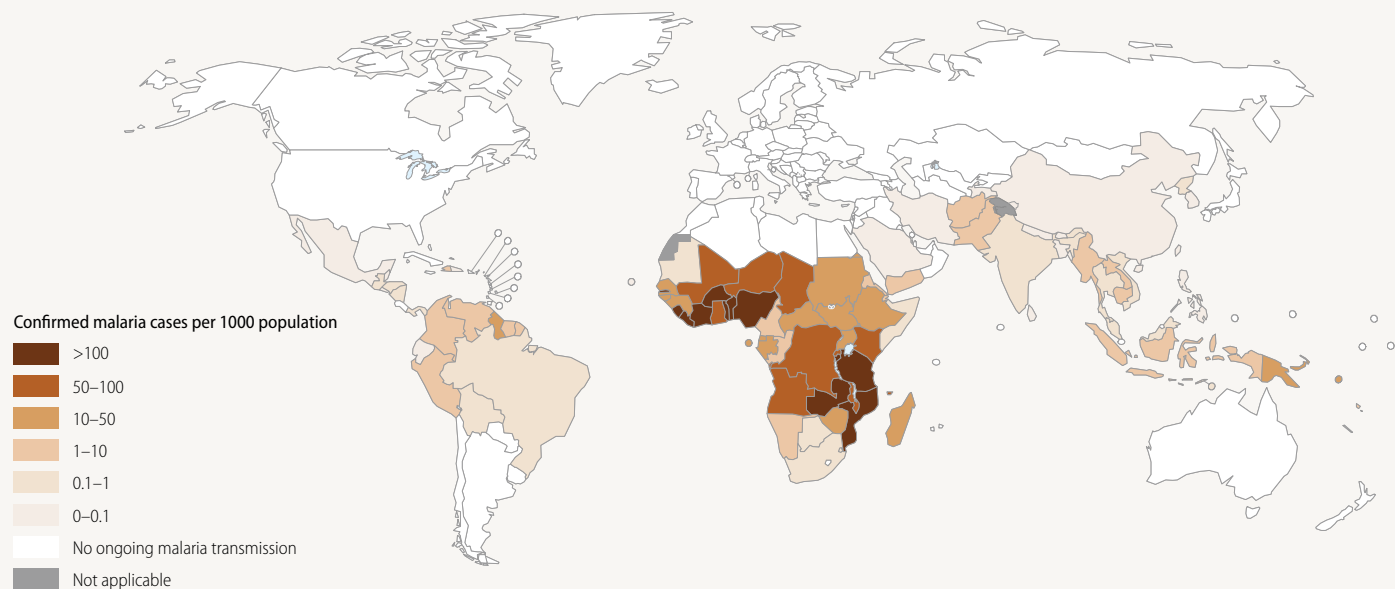 Confirmed malaria cases per 1000 population
>100
50–100
10–50
1–10
0.1–1
0–0.1
No ongoing malaria transmission
Not applicable